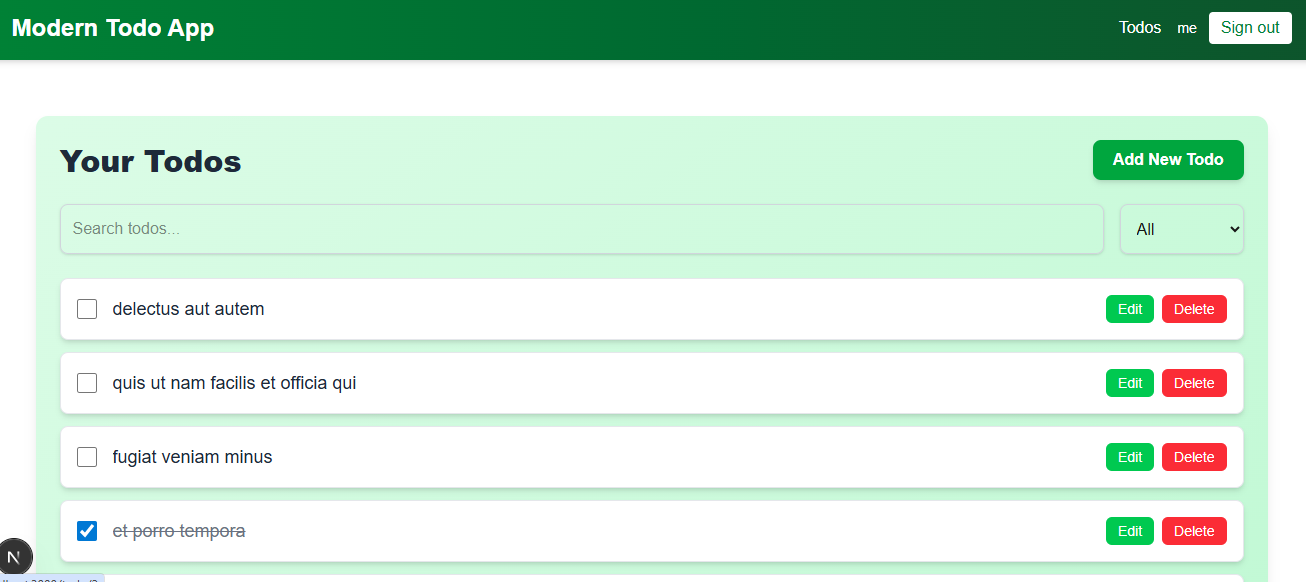 Modern Todo App
Todos me Sign out
Your Todos
Add New Todo
Search todos...
All
delectus aut autem
Edit Delete
quis ut nam facilis et officia qui
Edit Delete
fugiat veniam minus
Edit Delete
et porro tempora
Edit Delete
N